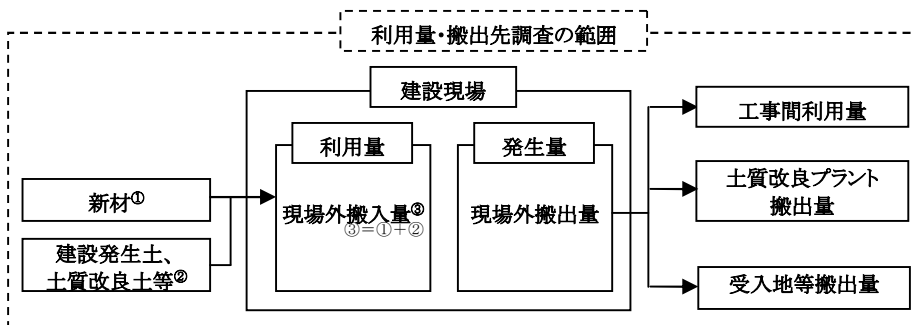 利用量・搬出先調査の範囲
建設現場
利用量
発生量
新材①
建設発生土、
土質改良土等②
現場外搬入量③
③=①+②
現場外搬出量
工事間利用量
土質改良プラント
搬出量
受入地等搬出量